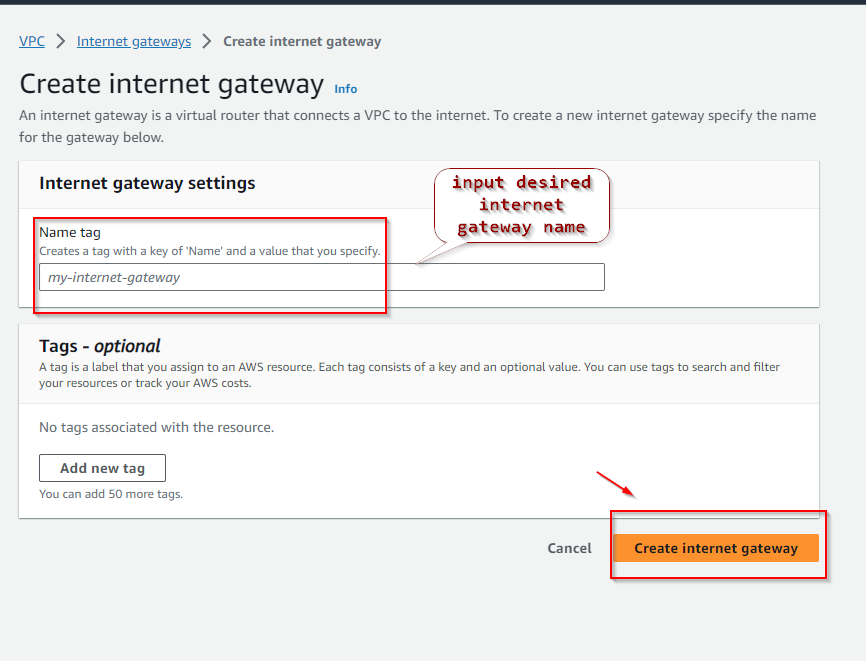 VPC > Internet gateways > Create internet gateway
Create internet gateway Info
An internet gateway is a virtual router that connects a VPC to the internet. To create a new internet gateway specify the name
for the gateway below.
Internet gateway settings
input desired
internet
gateway name
Name tag
Creates a tag with a key of 'Name' and a value that you specify.
my-internet-gateway
Tags - optional
A tag is a label that you assign to an AWS resource. Each tag consists of a key and an optional value. You can use tags to search and filter
your resources or track your AWS costs.
No tags associated with the resource.
Add new tag
You can add 50 more tags.
Cancel Create internet gateway